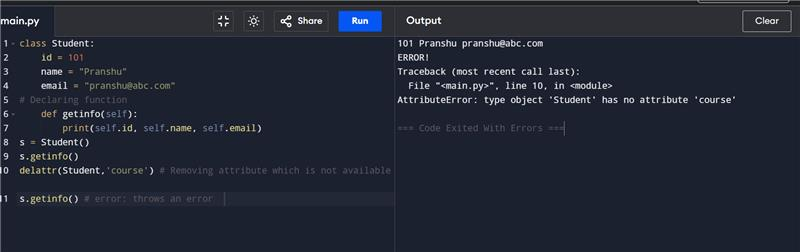 main.py
Share
Run
Output
Clear
1 class Student:
2     id = 101
3     name = "Pranshu"
4     email = "pranshu@abc.com"
5 # Declaring function
6     def getinfo(self):
7         print(self.id, self.name, self.email)
8 s = Student()
9 s.getinfo()
10 delattr(Student,'course') # Removing attribute which is not available
11 s.getinfo() # error: throws an error
101 Pranshu pranshu@abc.com
ERROR!
Traceback (most recent call last):
  File "<main.py>", line 10, in <module>
AttributeError: type object 'Student' has no attribute 'course'
=== Code Exited With Errors ===